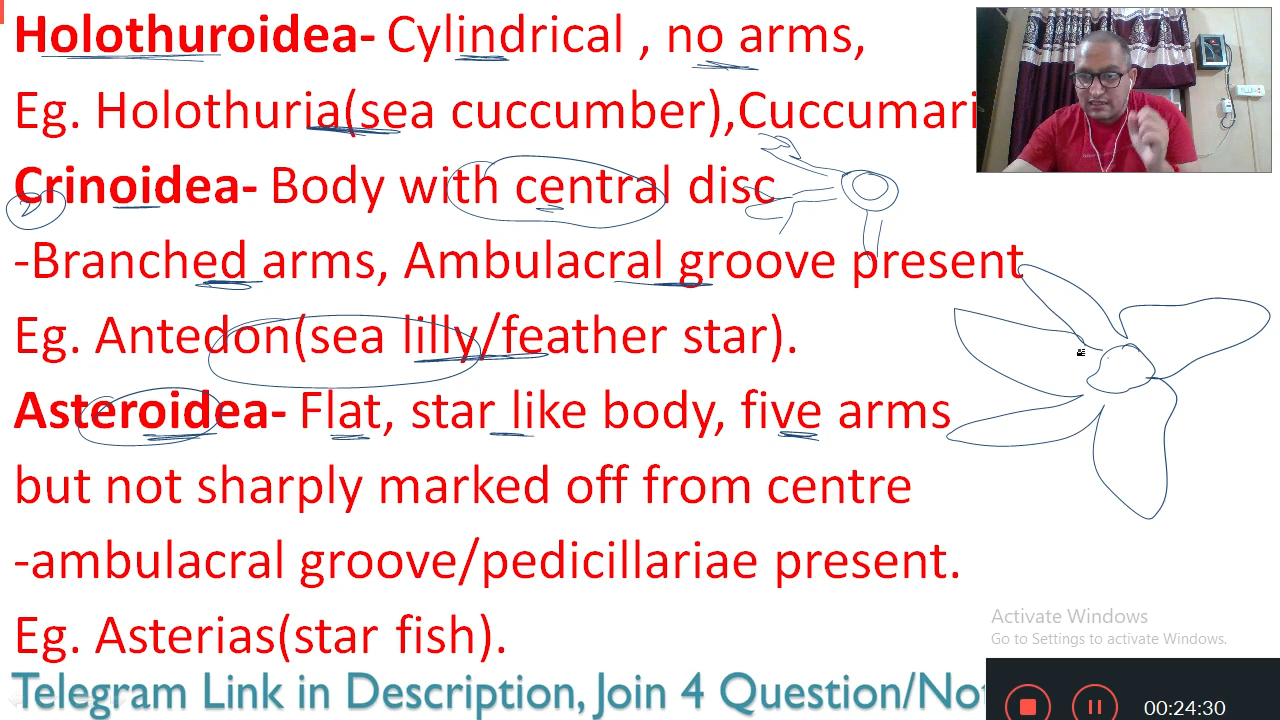 Holothuroidea- Cylindrical , no arms,
Eg. Holothuria(sea cuccumber),Cuccumari
Crinoidea- Body with central disc
-Branched arms, Ambulacral groove present
Eg. Antedon(sea lilly/feather star).
Asteroidea- Flat, star like body, five arms
but not sharply marked off from centre
-ambulacral groove/pedicillariae present.
Eg. Asterias(star fish).
Activate Windows
Go to Settings to activate Windows.
Telegram Link in Description, Join 4 Question/Not
00:24:30